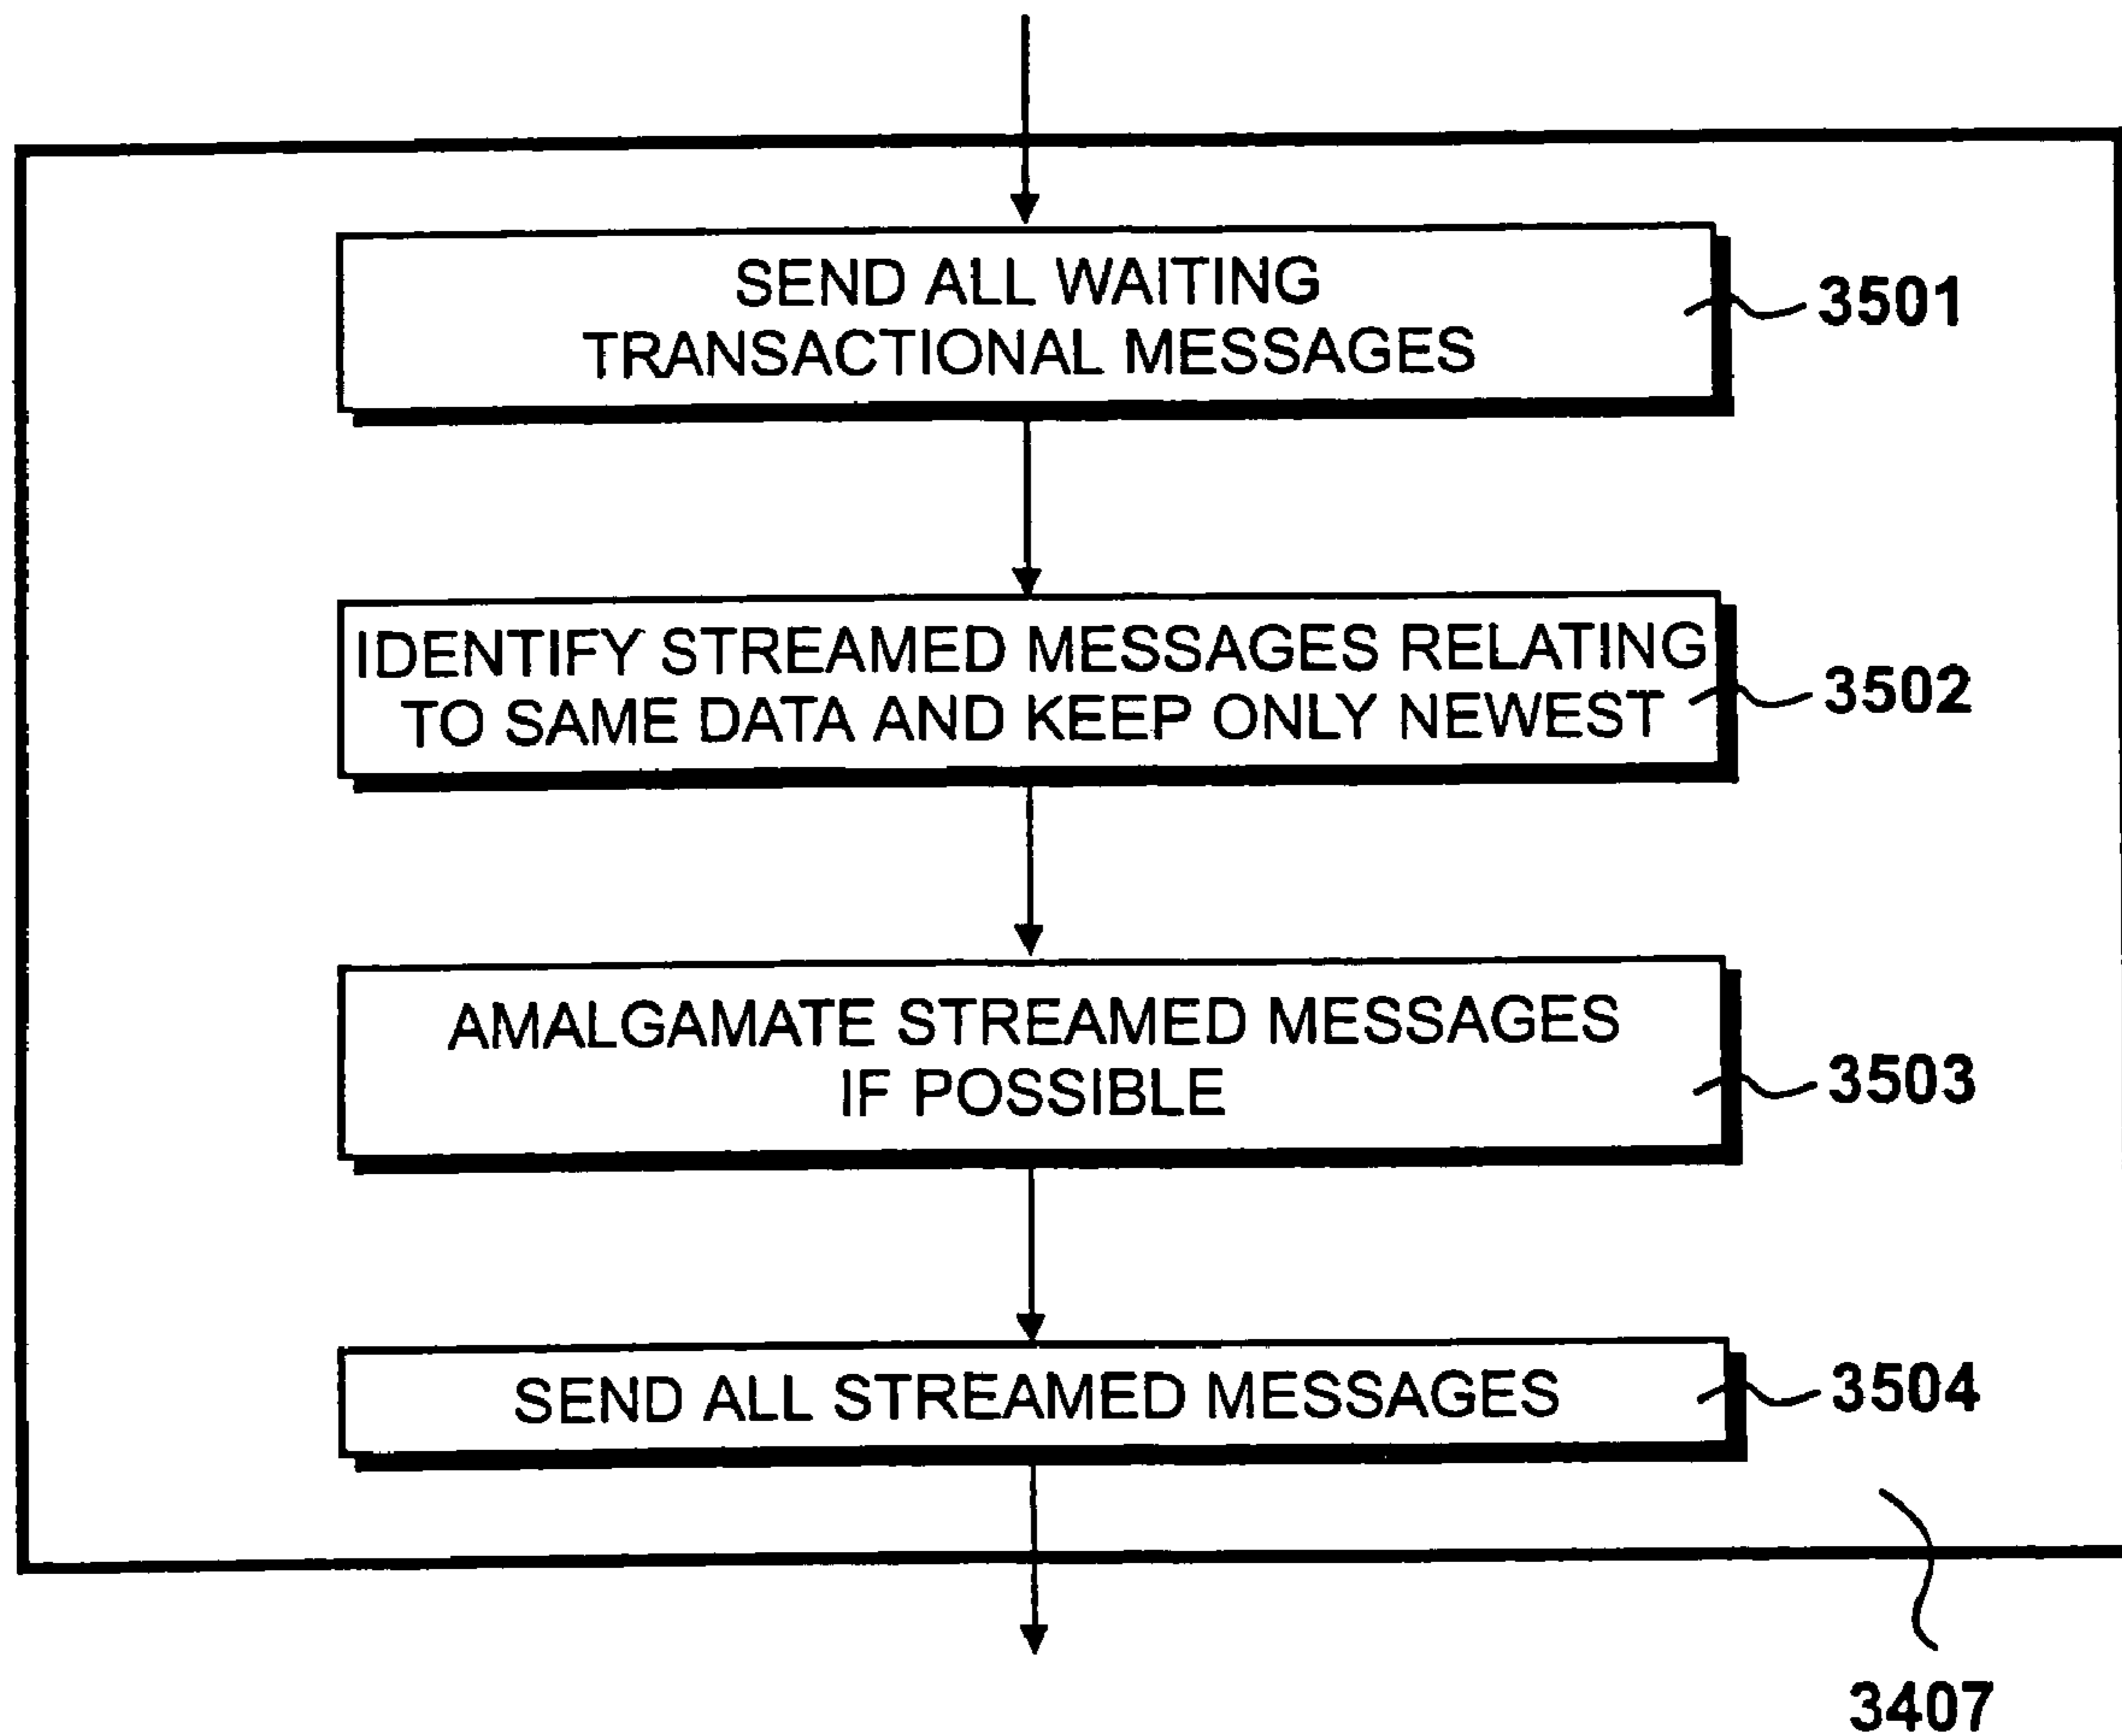 SEND ALL WAITING
TRANSACTIONAL MESSAGES
3501
IDENTIFY STREAMED MESSAGES RELATING
TO SAME DATA AND KEEP ONLY NEWEST
3502
AMALGAMATE STREAMED MESSAGES
IF POSSIBLE
3503
SEND ALL STREAMED MESSAGES
3504
3407